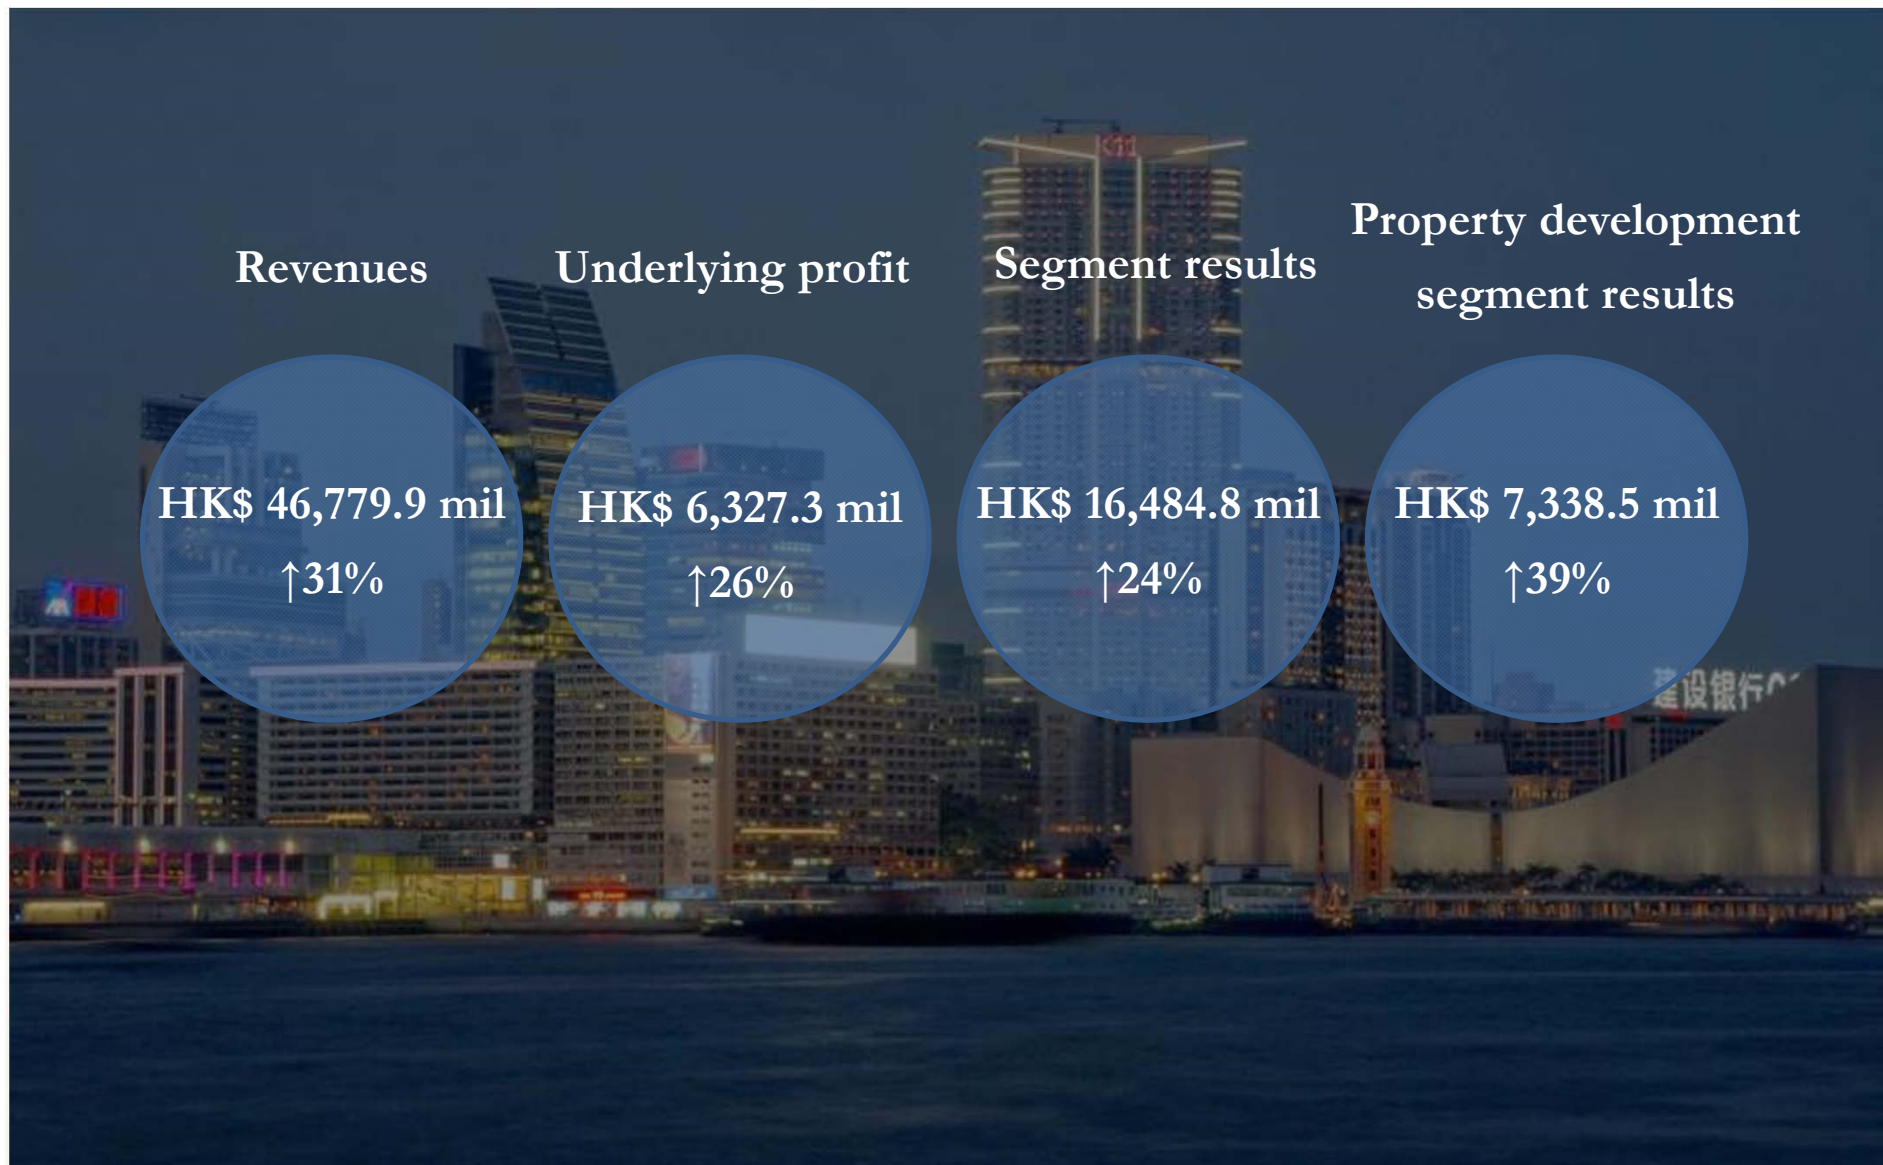 Revenues
Underlying profit
Segment results
Property development
segment results
HK$ 46,779.9 mil
↑31%
HK$ 6,327.3 mil
↑26%
HK$ 16,484.8 mil
↑24%
HK$ 7,338.5 mil
↑39%
K11
AXA
建设银行